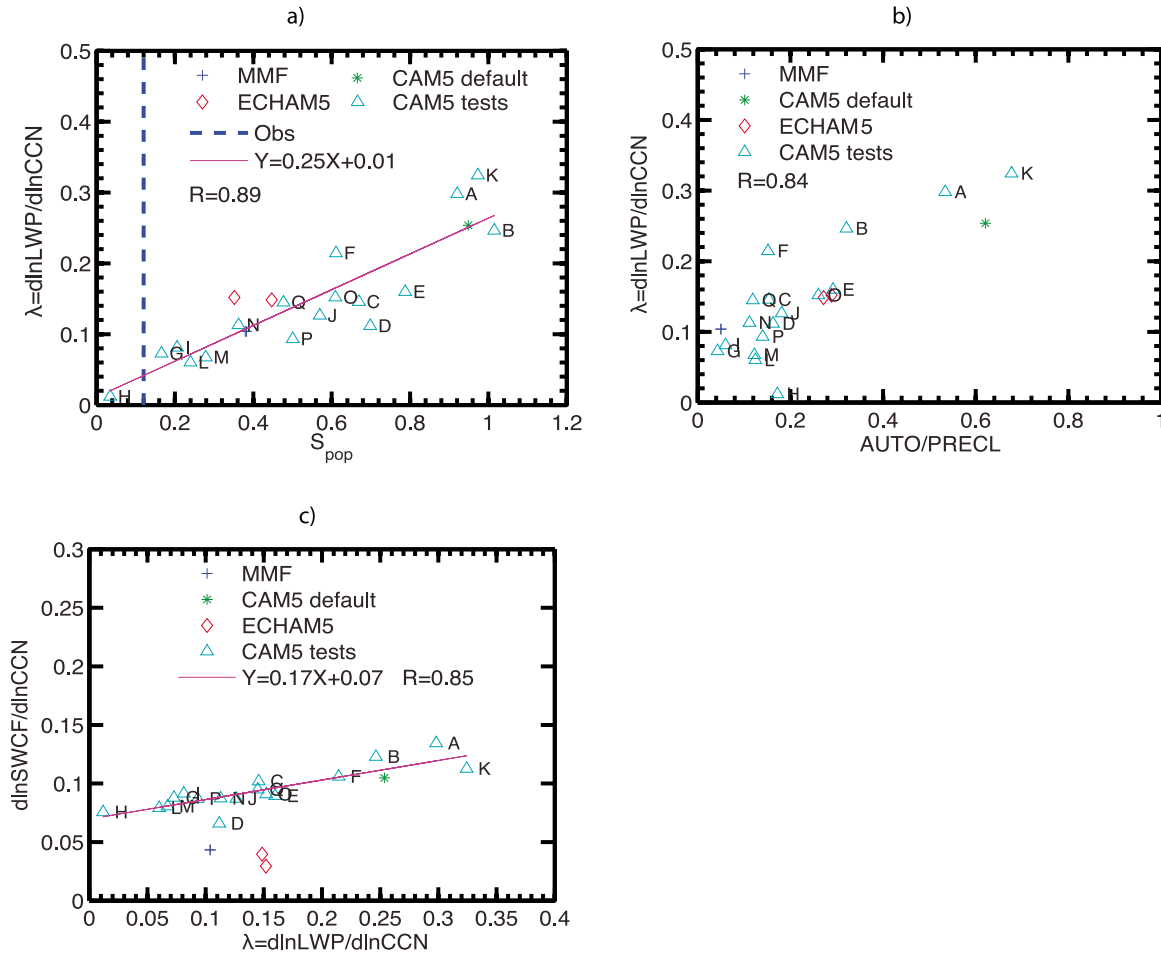 a)
0.5
0.4
0.3
0.2
0.1
0
MMF
CAM5 default
ECHAM5
CAM5 tests
Obs
Y=0.25X+0.01
R=0.89
K
A
B
F
E
Q
O
C
J
D
N
P
I
G
M
L
H
0 0.2 0.4 0.6 0.8 1 1.2
S_pop
λ=dlnLWP/dlnCCN
b)
0.5
0.4
0.3
0.2
0.1
0
MMF
CAM5 default
ECHAM5
CAM5 tests
R=0.84
K
A
B
F
E
O
Q
C
J
N
D
P
I
G
M
L
H
0 0.2 0.4 0.6 0.8 1
AUTO/PRECL
λ=dlnLWP/dlnCCN
c)
0.3
0.25
0.2
0.15
0.1
0.05
0
MMF
CAM5 default
ECHAM5
CAM5 tests
Y=0.17X+0.07 R=0.85
A
B
K
F
C
I
G
P
N
J
Q
O
E
L
M
H
D
0 0.05 0.1 0.15 0.2 0.25 0.3 0.35 0.4
λ=dlnLWP/dlnCCN
dlnSWCF/dlnCCN